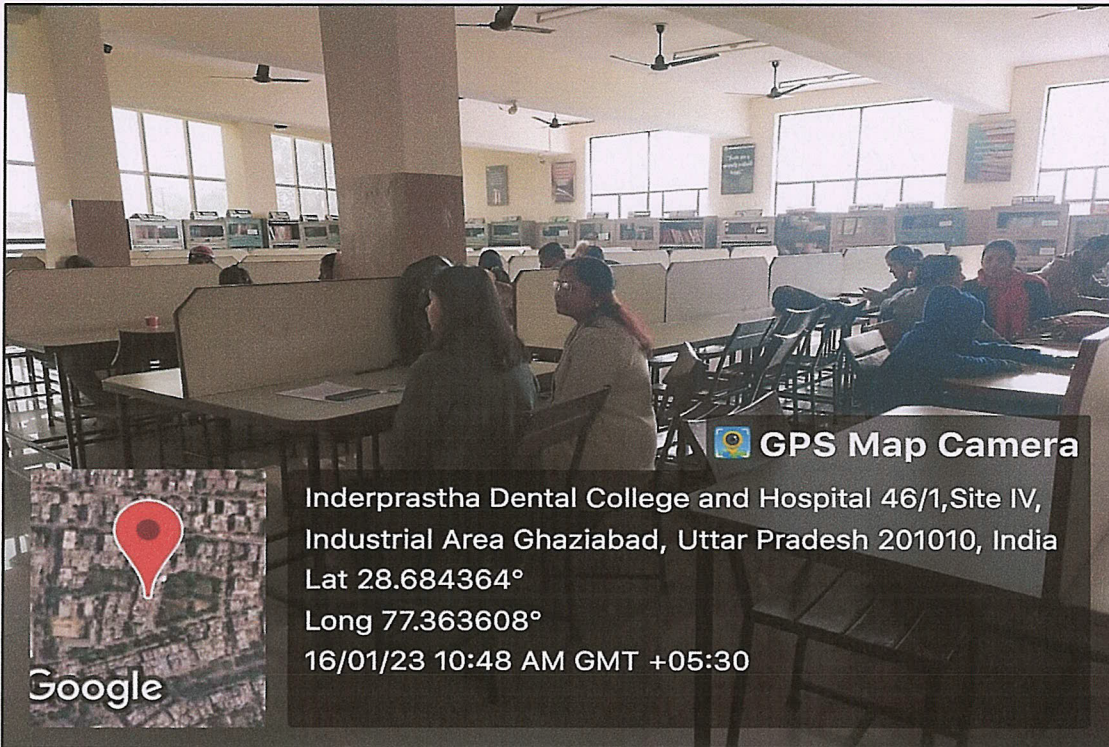 GPS Map Camera
Inderprastha Dental College and Hospital 46/1,Site IV,
Industrial Area Ghaziabad, Uttar Pradesh 201010, India
Lat 28.684364°
Long 77.363608°
16/01/23 10:48 AM GMT +05:30
Google